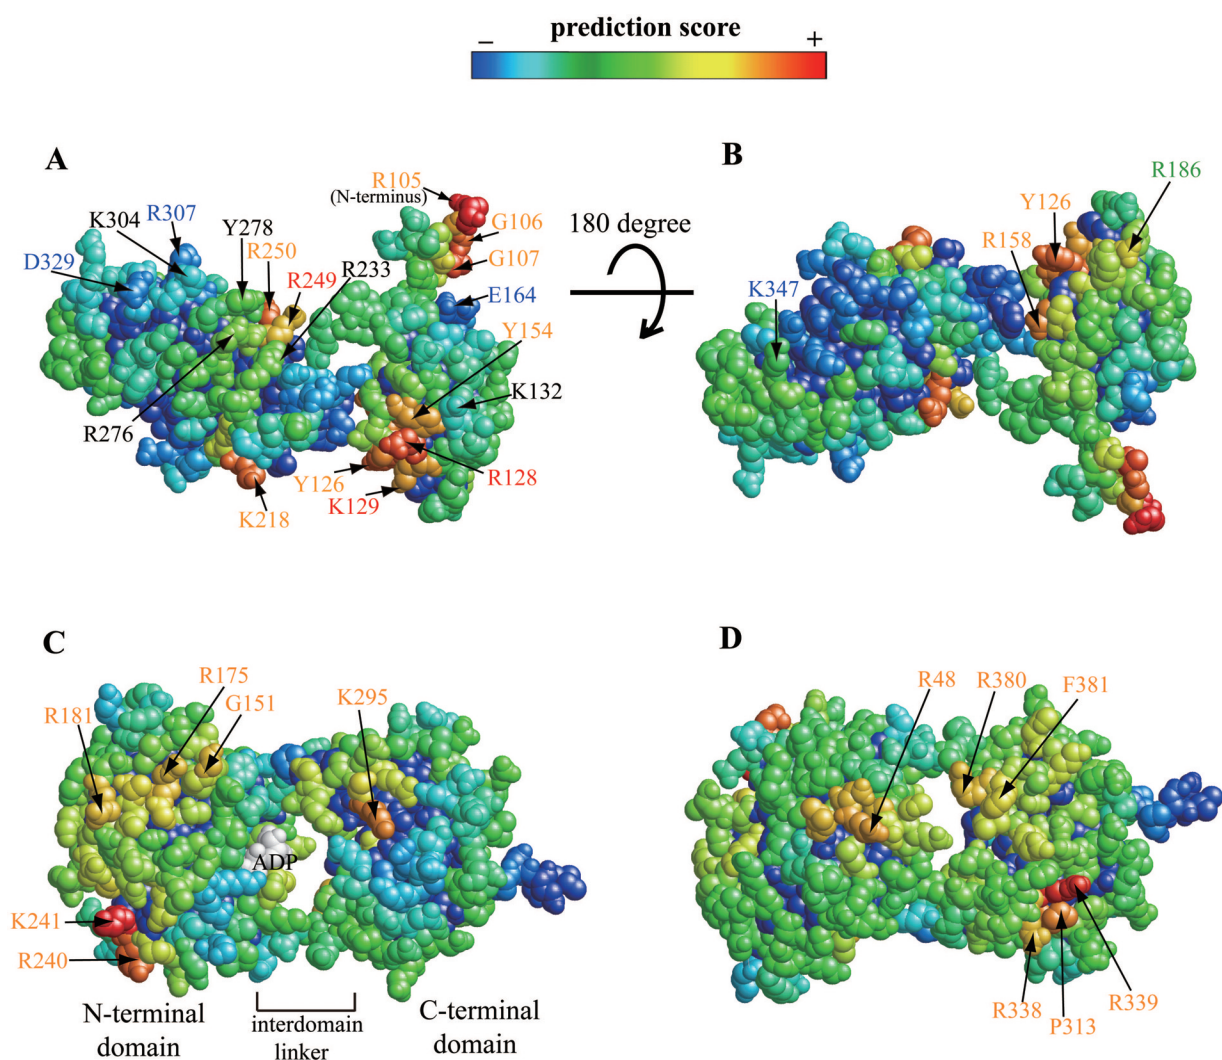 prediction score
− +
A
R105
(N-terminus)
K304
R307
Y278
R250
R249
R233
G106
G107
D329
E164
Y154
K132
R276
Y126
R128
K218
K129
180 degree
B
R186
Y126
R158
K347
C
R175
G151
K295
R181
ADP
K241
R240
N-terminal
domain
interdomain
linker
C-terminal
domain
D
R48
R380
F381
R338
P313
R339